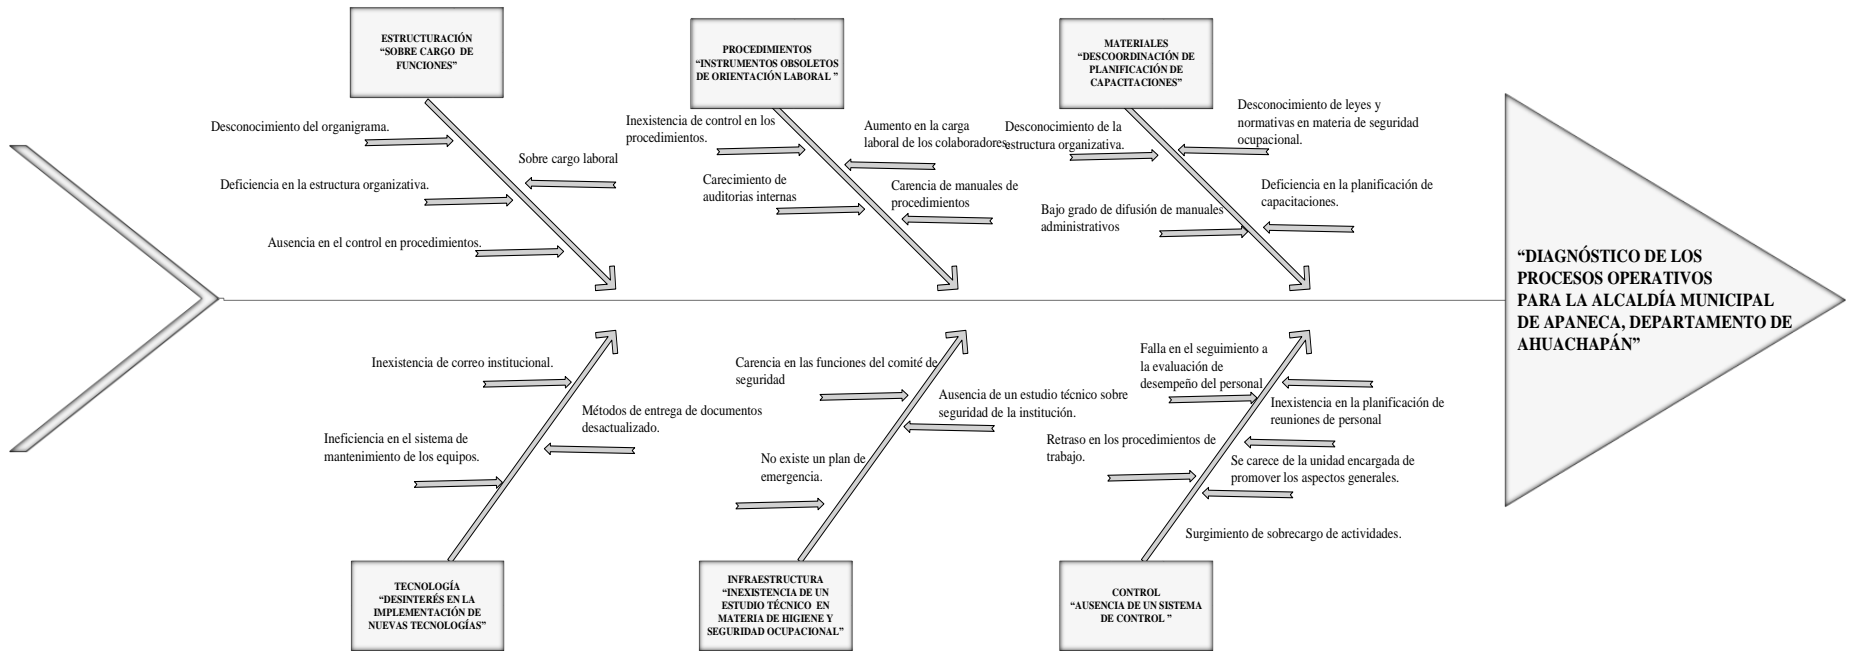 ESTRUCTURACIÓN
“SOBRE CARGO DE
FUNCIONES”
PROCEDIMIENTOS
“INSTRUMENTOS OBSOLETOS
DE ORIENTACIÓN LABORAL ”
MATERIALES
“DESCOORDINACIÓN DE
PLANIFICACIÓN DE
CAPACITACIONES”
Desconocimiento del organigrama.
Sobre cargo laboral
Deficiencia en la estructura organizativa.
Ausencia en el control en procedimientos.
Inexistencia de control en los
procedimientos.
Aumento en la carga
laboral de los colaboradores
Carecimiento de
auditorias internas
Carencia de manuales de
procedimientos
Desconocimiento de la
estructura organizativa.
Desconocimiento de leyes y
normativas en materia de seguridad
ocupacional.
Bajo grado de difusión de manuales
administrativos
Deficiencia en la planificación de
capacitaciones.
“DIAGNÓSTICO DE LOS
PROCESOS OPERATIVOS
PARA LA ALCALDÍA MUNICIPAL
DE APANECA, DEPARTAMENTO DE
AHUACHAPÁN”
Inexistencia de correo institucional.
Métodos de entrega de documentos
desactualizado.
Ineficiencia en el sistema de
mantenimiento de los equipos.
Carencia en las funciones del comité de
seguridad
Ausencia de un estudio técnico sobre
seguridad de la institución.
No existe un plan de
emergencia.
Falla en el seguimiento a
la evaluación de
desempeño del personal
Inexistencia en la planificación de
reuniones de personal
Retraso en los procedimientos de
trabajo.
Se carece de la unidad encargada de
promover los aspectos generales.
Surgimiento de sobrecargo de actividades.
TECNOLOGÍA
“DESINTERÉS EN LA
IMPLEMENTACIÓN DE
NUEVAS TECNOLOGÍAS”
INFRAESTRUCTURA
“INEXISTENCIA DE UN
ESTUDIO TÉCNICO EN
MATERIA DE HIGIENE Y
SEGURIDAD OCUPACIONAL”
CONTROL
“AUSENCIA DE UN SISTEMA
DE CONTROL ”